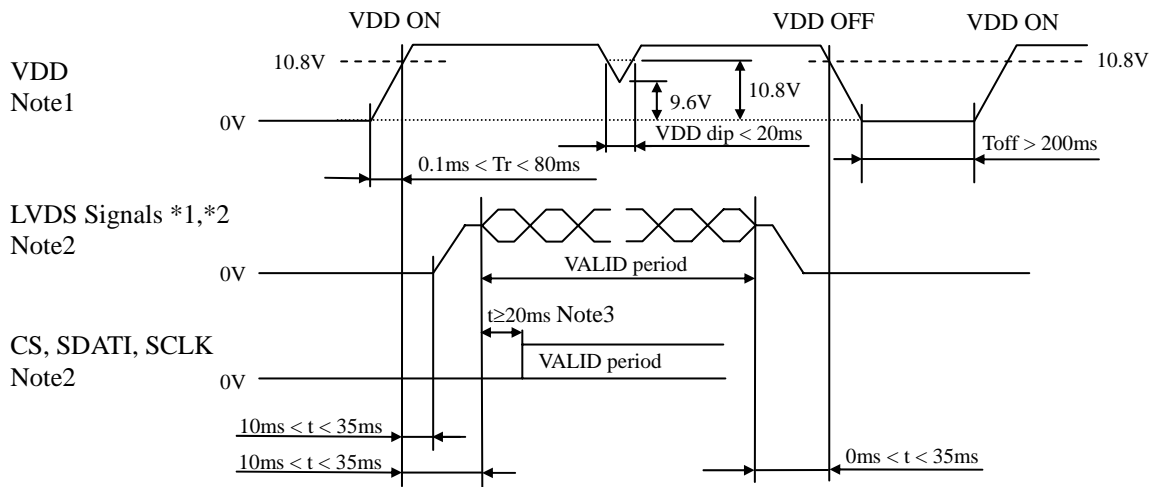 VDD ON
VDD OFF
VDD ON
VDD
Note1
10.8V
10.8V
10.8V
9.6V
0V
VDD dip < 20ms
Toff > 200ms
0.1ms < Tr < 80ms
LVDS Signals *1,*2
Note2
0V
VALID period
t≥20ms Note3
CS, SDATI, SCLK
Note2
0V
VALID period
10ms < t < 35ms
10ms < t < 35ms
0ms < t < 35ms